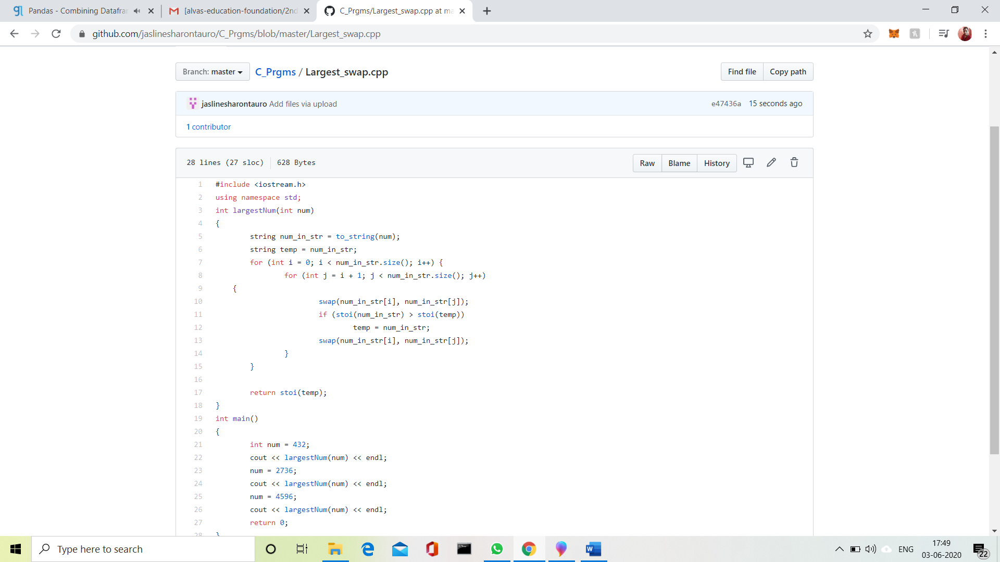 Pandas - Combining Datafra
[alvas-education-foundation/2nd
C_Prgms/Largest_swap.cpp at ma
github.com/jaslinesharontauro/C_Prgms/blob/master/Largest_swap.cpp
Branch: master
C_Prgms / Largest_swap.cpp
Find file
Copy path
jaslinesharontauro Add files via upload
e47436a 15 seconds ago
1 contributor
28 lines (27 sloc)
628 Bytes
Raw
Blame
History
1 #include <iostream.h>
2 using namespace std;
3 int largestNum(int num)
4 {
5 string num_in_str = to_string(num);
6 string temp = num_in_str;
7 for (int i = 0; i < num_in_str.size(); i++) {
8 for (int j = i + 1; j < num_in_str.size(); j++)
9 {
10 swap(num_in_str[i], num_in_str[j]);
11 if (stoi(num_in_str) > stoi(temp))
12 temp = num_in_str;
13 swap(num_in_str[i], num_in_str[j]);
14 }
15 }
16
17 return stoi(temp);
18 }
19 int main()
20 {
21 int num = 432;
22 cout << largestNum(num) << endl;
23 num = 2736;
24 cout << largestNum(num) << endl;
25 num = 4596;
26 cout << largestNum(num) << endl;
27 return 0;
28 }
Type here to search
ENG
17:49
03-06-2020
22